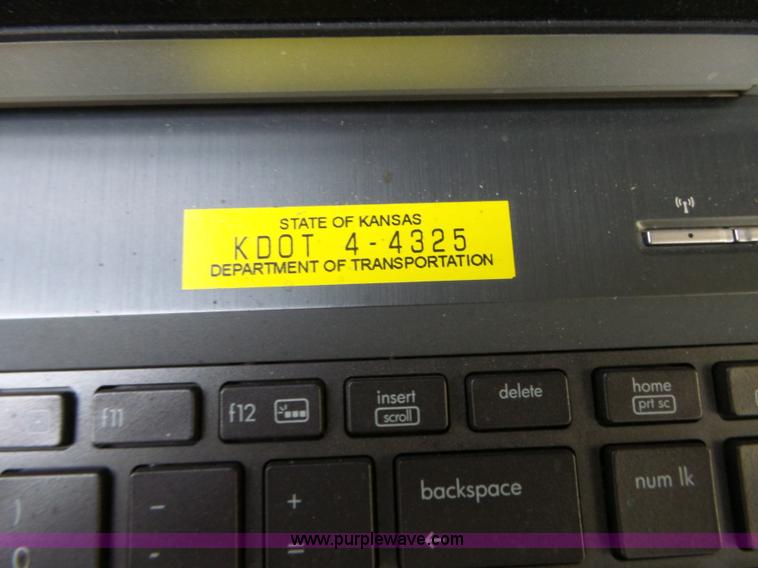 STATE OF KANSAS
KDOT 4-4325
DEPARTMENT OF TRANSPORTATION
f11
f12
insert
scroll
delete
home
prt sc
)
0
-
-
+
=
backspace
num lk
www.purplewave.com